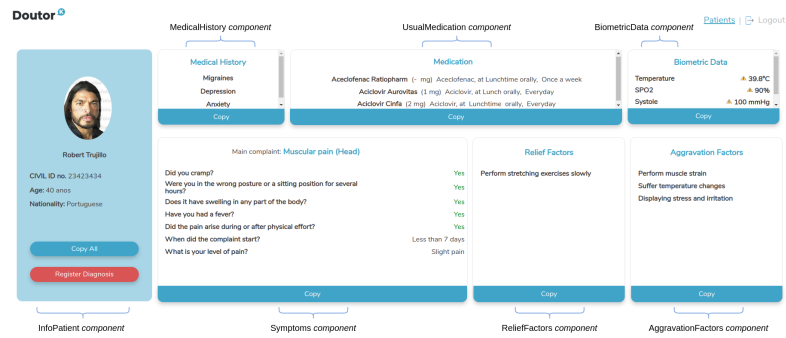 Doutor
MedicalHistory component
UsualMedication component
BiometricData component
Patients | Logout
Medical History
Migraines
Depression
Anxiety
Copy
Medication
Aceclofenac Ratiopharm (- mg) Aceclofenac, at Lunchtime orally, Once a week
Aciclovir Aurovitas (1 mg) Aciclovir, at Lunch orally, Everyday
Aciclovir Cinfa (2 mg) Aciclovir, at Lunchtime orally, Everyday
Copy
Biometric Data
Temperature 39.8ºC
SPO2 90%
Systole 100 mmHg
Copy
Robert Trujillo
CIVIL ID no. 23423434
Age: 40 anos
Nationality: Portuguese
Copy All
Register Diagnosis
Main complaint: Muscular pain (Head)
Did you cramp? Yes
Were you in the wrong posture or a sitting position for several
hours? Yes
Does it have swelling in any part of the body? Yes
Have you had a fever? Yes
Did the pain arise during or after physical effort? Yes
When did the complaint start? Less than 7 days
What is your level of pain? Slight pain
Copy
Relief Factors
Perform stretching exercises slowly
Copy
Aggravation Factors
Perform muscle strain
Suffer temperature changes
Displaying stress and irritation
Copy
InfoPatient component
Symptoms component
ReliefFactors component
AggravationFactors component